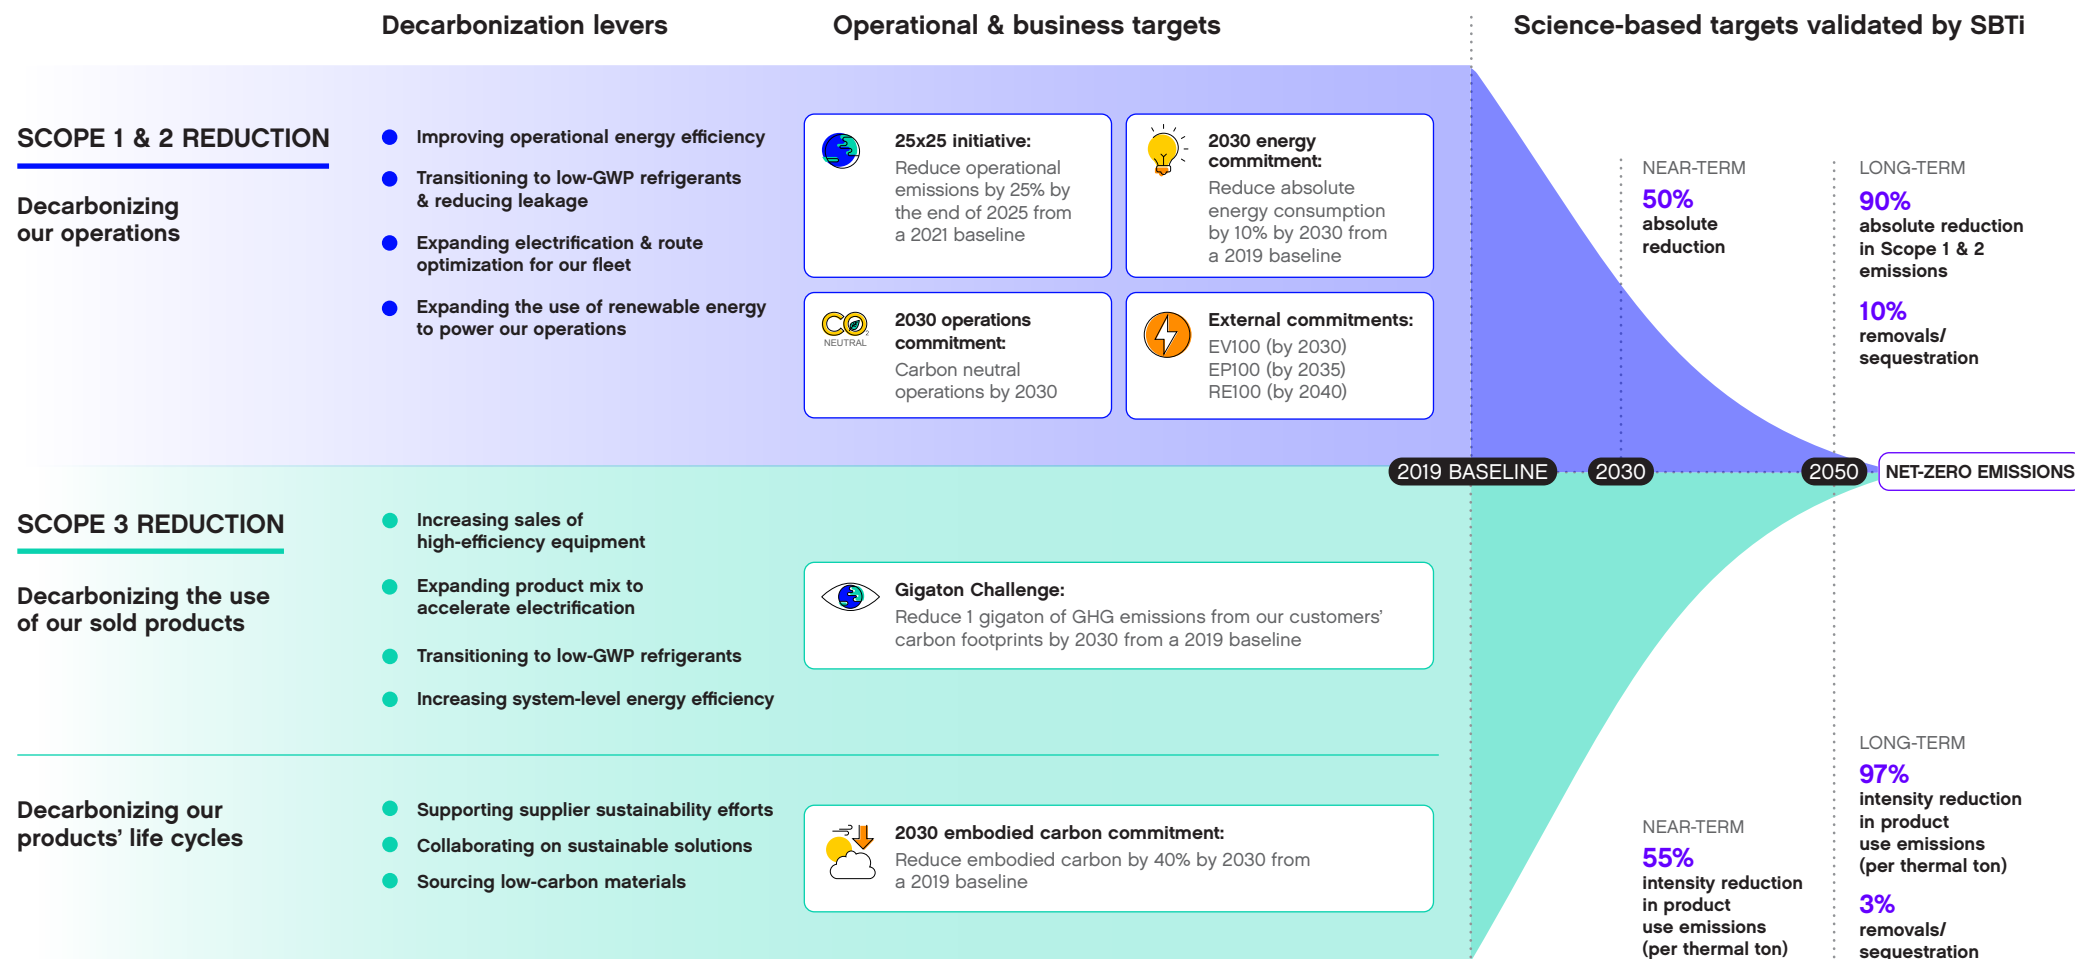 Decarbonization levers
Operational & business targets
Science-based targets validated by SBTi
SCOPE 1 & 2 REDUCTION
Decarbonizing
our operations
Improving operational energy efficiency
Transitioning to low-GWP refrigerants
& reducing leakage
Expanding electrification & route
optimization for our fleet
Expanding the use of renewable energy
to power our operations
25x25 initiative:
Reduce operational
emissions by 25% by
the end of 2025 from
a 2021 baseline
2030 energy
commitment:
Reduce absolute
energy consumption
by 10% by 2030 from
a 2019 baseline
CO2
NEUTRAL
2030 operations
commitment:
Carbon neutral
operations by 2030
External commitments:
EV100 (by 2030)
EP100 (by 2035)
RE100 (by 2040)
NEAR-TERM
50%
absolute
reduction
LONG-TERM
90%
absolute reduction
in Scope 1 & 2
emissions
10%
removals/
sequestration
2019 BASELINE
2030
2050
NET-ZERO EMISSIONS
SCOPE 3 REDUCTION
Decarbonizing the use
of our sold products
Increasing sales of
high-efficiency equipment
Expanding product mix to
accelerate electrification
Transitioning to low-GWP refrigerants
Increasing system-level energy efficiency
Gigaton Challenge:
Reduce 1 gigaton of GHG emissions from our customers'
carbon footprints by 2030 from a 2019 baseline
Decarbonizing our
products' life cycles
Supporting supplier sustainability efforts
Collaborating on sustainable solutions
Sourcing low-carbon materials
2030 embodied carbon commitment:
Reduce embodied carbon by 40% by 2030 from
a 2019 baseline
NEAR-TERM
55%
intensity reduction
in product
use emissions
(per thermal ton)
LONG-TERM
97%
intensity reduction
in product
use emissions
(per thermal ton)
3%
removals/
sequestration